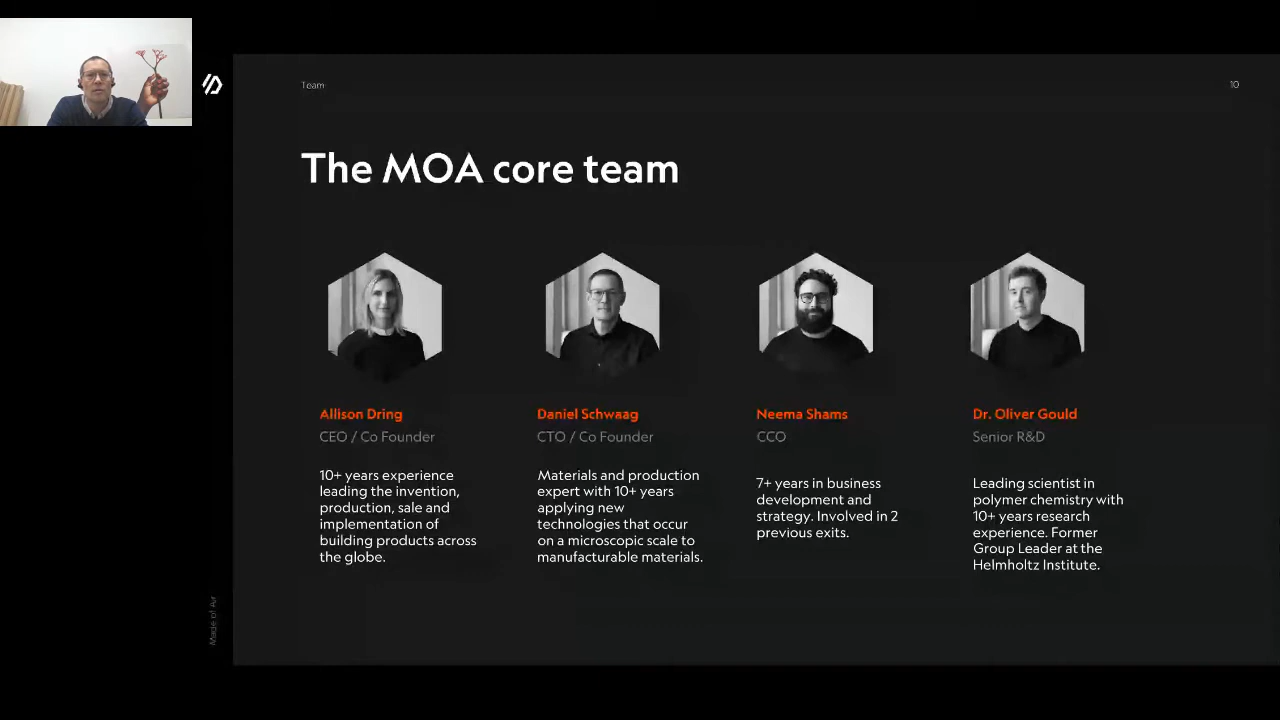 Team
10
The MOA core team
Allison Dring
CEO / Co Founder
10+ years experience
leading the invention,
production, sale and
implementation of
building products across
the globe.
Daniel Schwaag
CTO / Co Founder
Materials and production
expert with 10+ years
applying new
technologies that occur
on a microscopic scale to
manufacturable materials.
Neema Shams
CCO
7+ years in business
development and
strategy. Involved in 2
previous exits.
Dr. Oliver Gould
Senior R&D
Leading scientist in
polymer chemistry with
10+ years research
experience. Former
Group Leader at the
Helmholtz Institute.
Made of Air